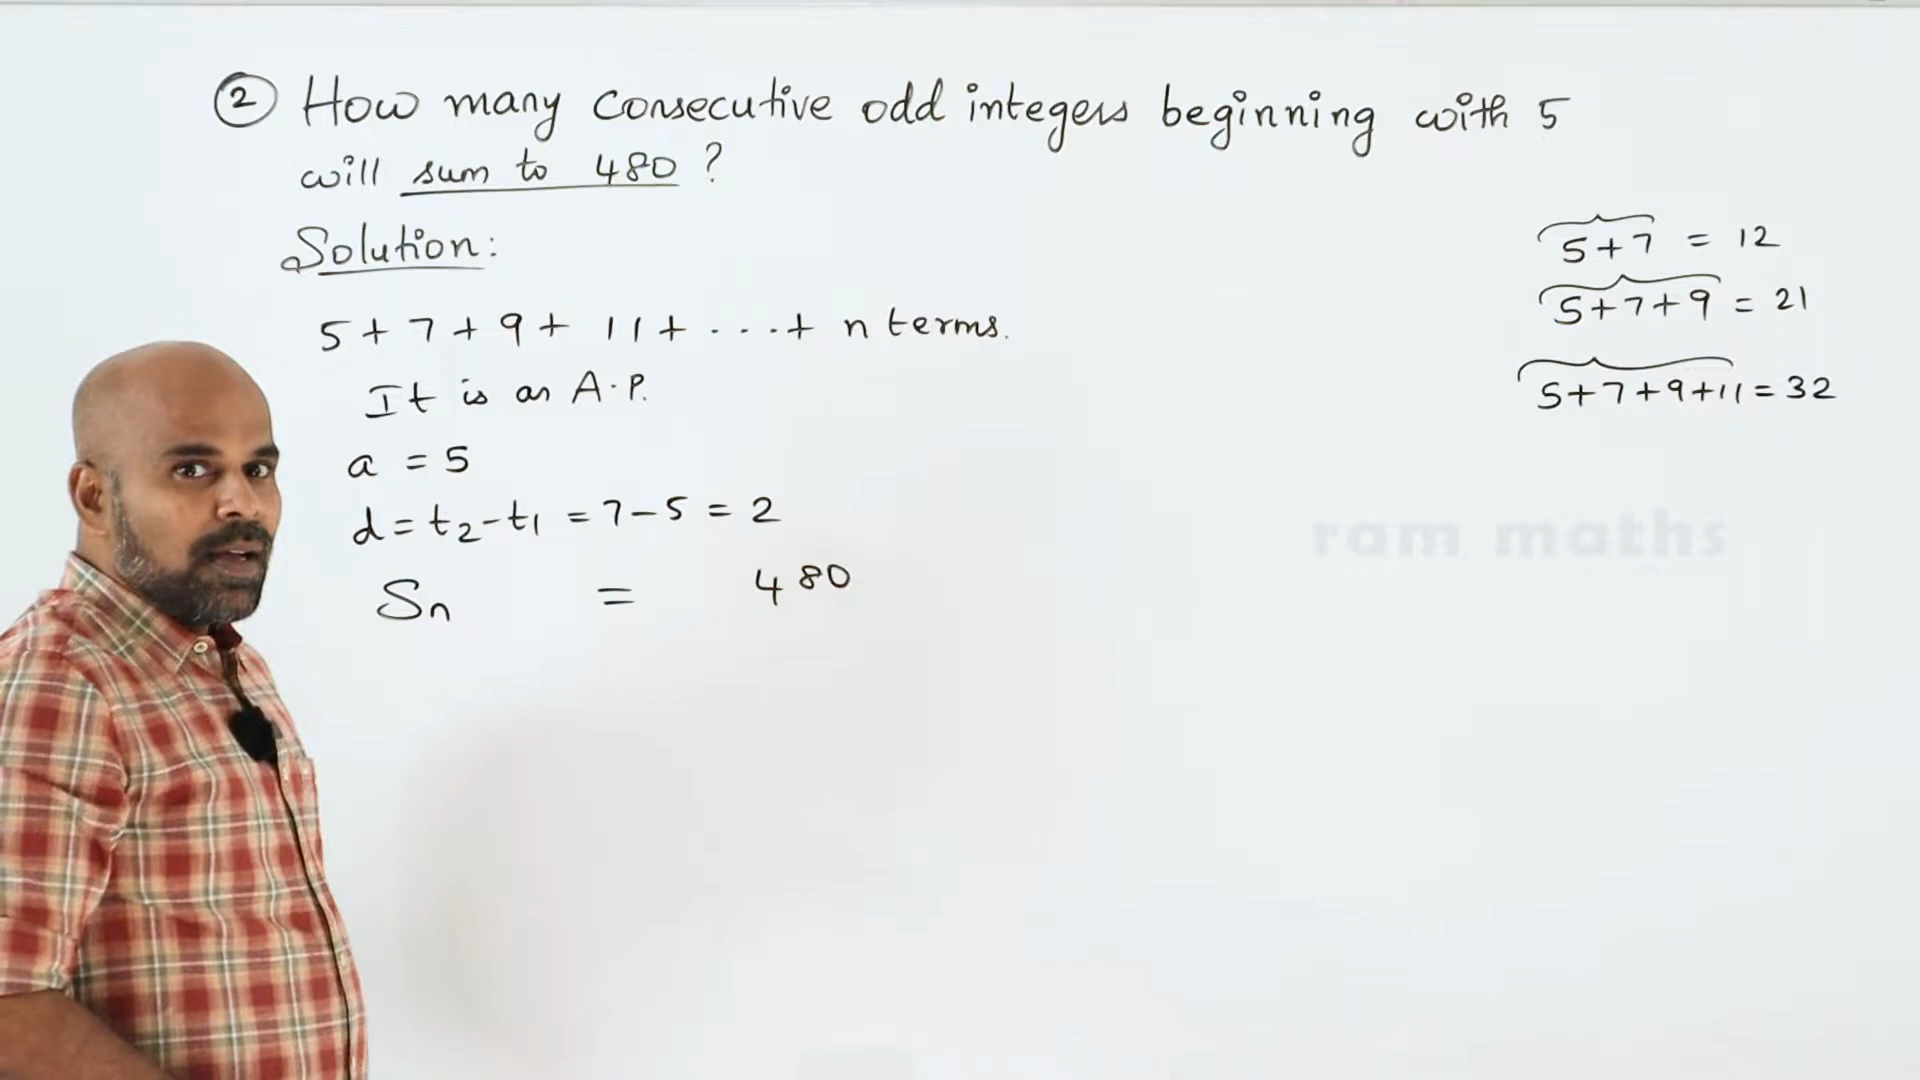 ② How many consecutive odd integers beginning with 5
will sum to 480 ?
Solution:
5 + 7 + 9 + 11 + . . . + n terms.
It is an A.P.
a = 5
d = t₂ - t₁ = 7 - 5 = 2
Sₙ = 480
5 + 7 = 12
5 + 7 + 9 = 21
5 + 7 + 9 + 11 = 32
ram maths